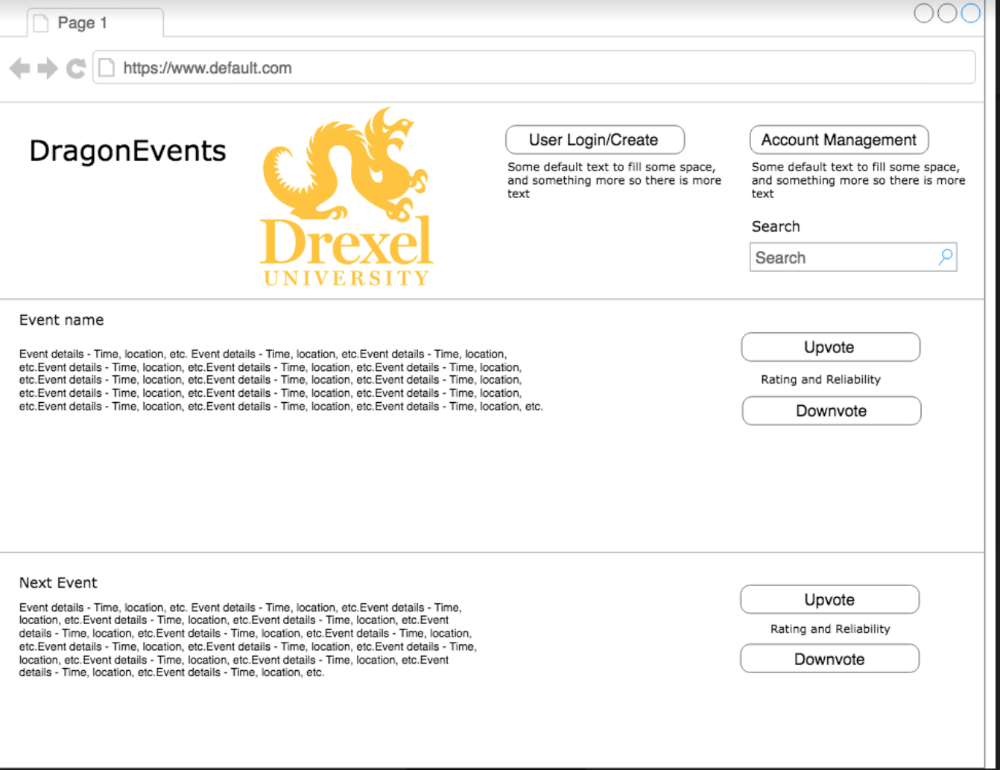 Page 1
https://www.default.com
DragonEvents
Drexel
UNIVERSITY
User Login/Create
Some default text to fill some space,
and something more so there is more
text
Account Management
Some default text to fill some space,
and something more so there is more
text
Search
Search
Event name
Event details - Time, location, etc. Event details - Time, location, etc.Event details - Time, location,
etc.Event details - Time, location, etc.Event details - Time, location, etc.Event details - Time, location,
etc.Event details - Time, location, etc.Event details - Time, location, etc.Event details - Time, location,
etc.Event details - Time, location, etc.Event details - Time, location, etc.Event details - Time, location,
etc.Event details - Time, location, etc.Event details - Time, location, etc.Event details - Time, location, etc.
Upvote
Rating and Reliability
Downvote
Next Event
Event details - Time, location, etc. Event details - Time, location, etc.Event details - Time,
location, etc.Event details - Time, location, etc.Event details - Time, location, etc.Event
details - Time, location, etc.Event details - Time, location, etc.Event details - Time, location,
etc.Event details - Time, location, etc.Event details - Time, location, etc.Event details - Time,
location, etc.Event details - Time, location, etc.Event details - Time, location, etc.Event
details - Time, location, etc.Event details - Time, location, etc.
Upvote
Rating and Reliability
Downvote